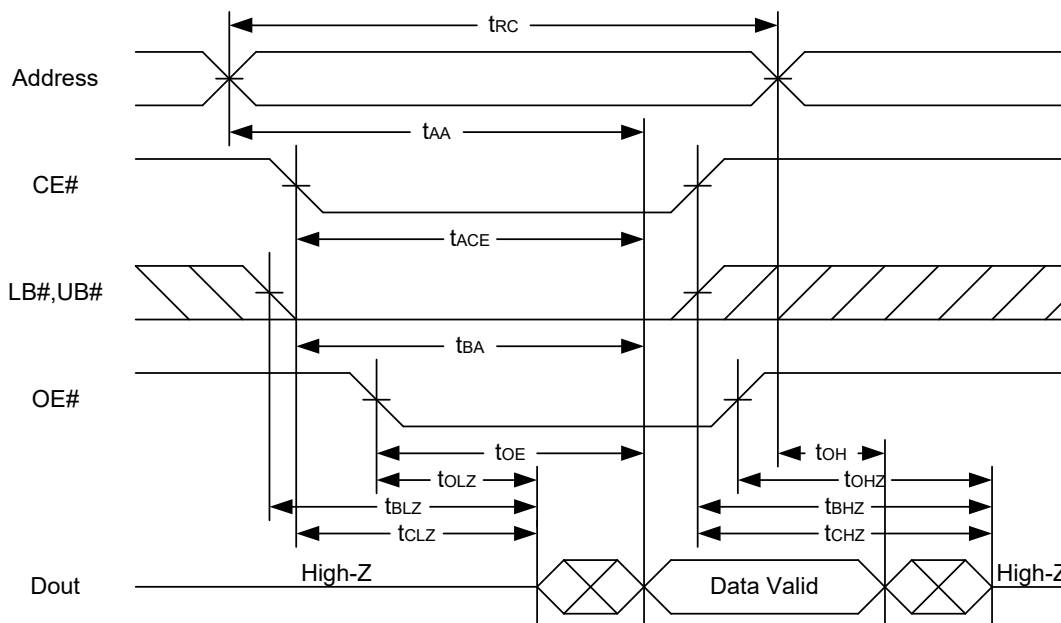 tRC
Address
tAA
CE#
tACE
LB#,UB#
tBA
OE#
tOE
tOH
tOLZ
tOHZ
tBLZ
tBHZ
tCLZ
tCHZ
Dout
High-Z
Data Valid
High-Z